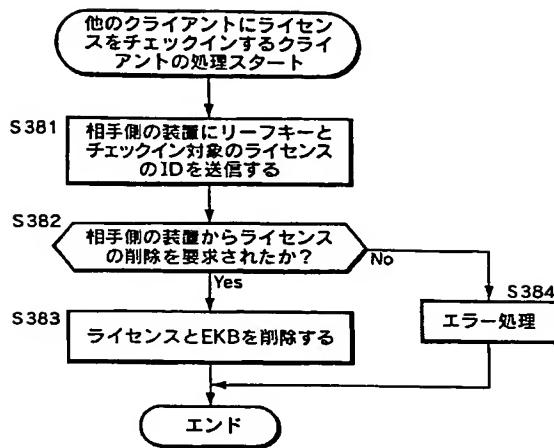 他のクライアントにライセ
ンスをチェックインするクライ
アントの処理スタート
S381
相手側の装置にリーフキーと
チェックイン対象のライセンス
のIDを送信する
S382
相手側の装置からライセンス
の削除を要求されたか?
No
Yes
S383
ライセンスとEKBを削除する
S384
エラー処理
エンド